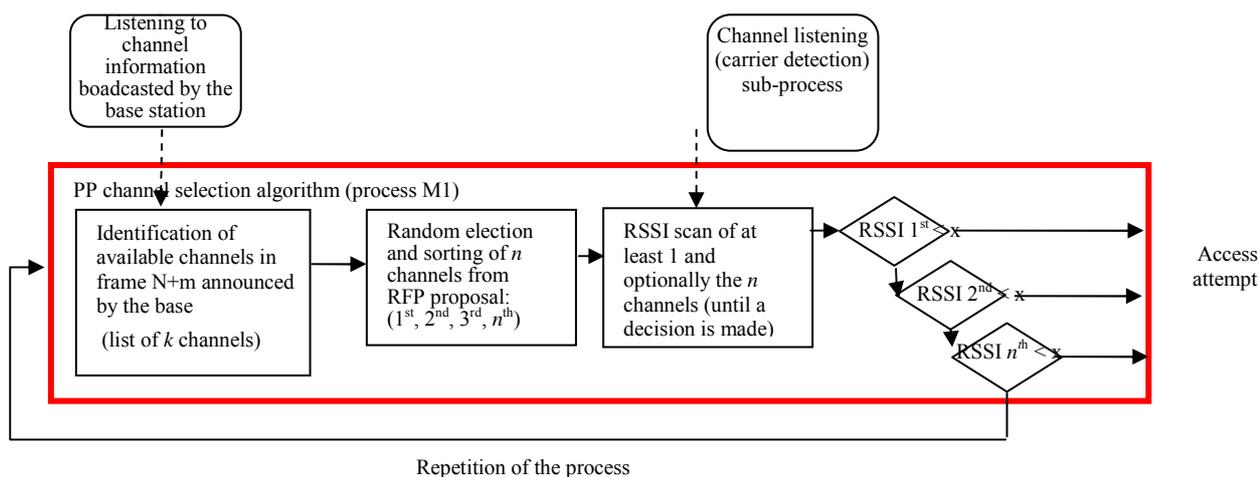 Listening to
channel
information
boadcasted by the
base station
Channel listening
(carrier detection)
sub-process
PP channel selection algorithm (process M1)
Identification of
available channels in
frame N+m announced
by the base
(list of k channels)
Random election
and sorting of n
channels from
RFP proposal:
(1st, 2nd, 3rd, nth)
RSSI scan of at
least 1 and
optionally the n
channels (until a
decision is made)
RSSI 1st < x
RSSI 2nd < x
RSSI nth < x
Access
attempt
Repetition of the process